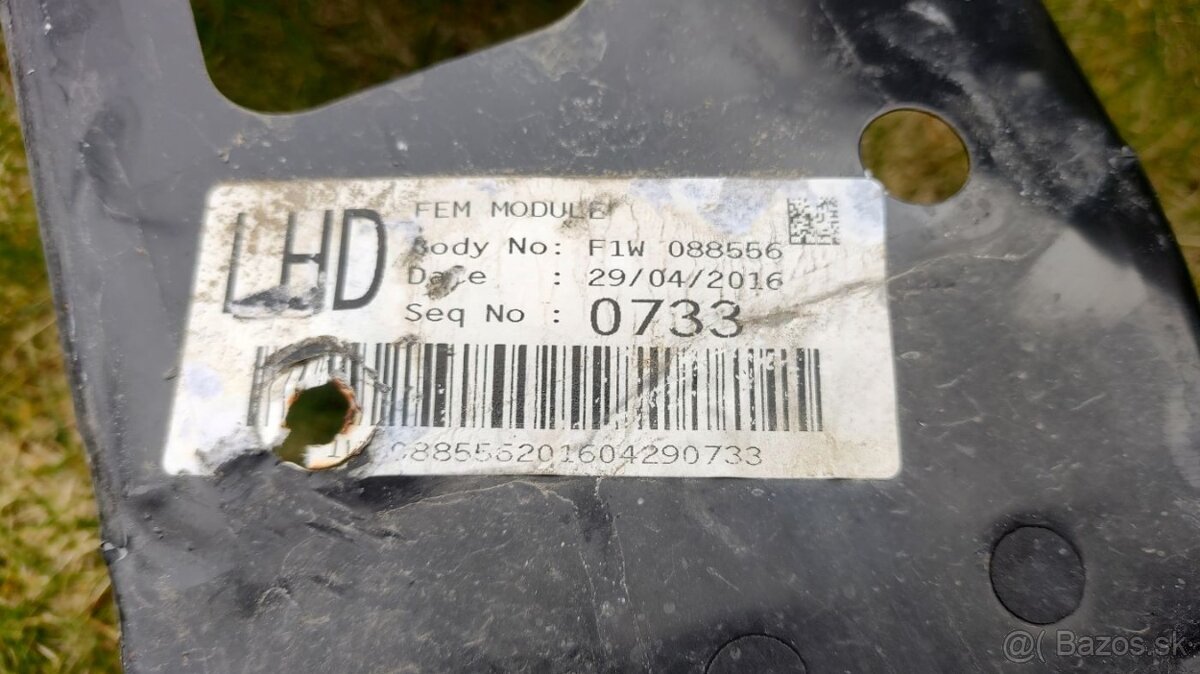 LHD
FEM MODULE
Body No: F1W 088556
Date : 29/04/2016
Seq No : 0733
088556201604290733
@( Bazos.sk